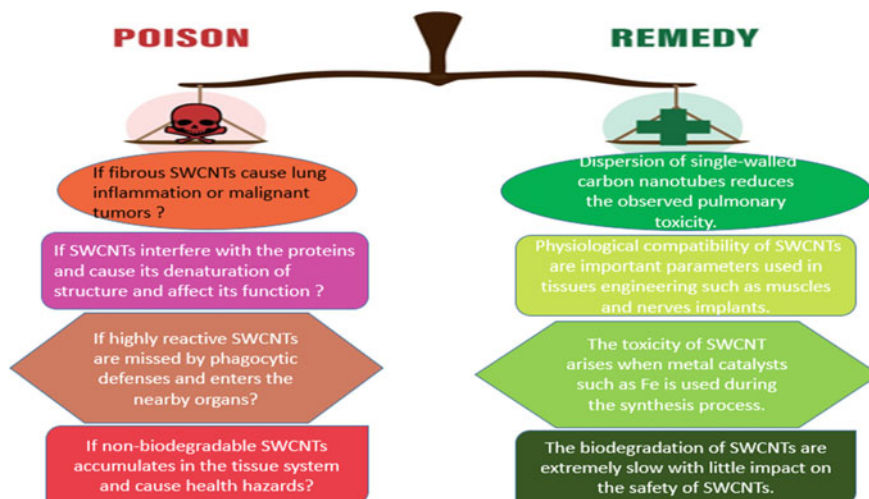 POISON
REMEDY
If fibrous SWCNTs cause lung
inflammation or malignant
tumors ?
Dispersion of single-walled
carbon nanotubes reduces
the observed pulmonary
toxicity.
If SWCNTs interfere with the proteins
and cause its denaturation of
structure and affect its function ?
Physiological compatibility of SWCNTs
are important parameters used in
tissues engineering such as muscles
and nerves implants.
If highly reactive SWCNTs
are missed by phagocytic
defenses and enters the
nearby organs?
The toxicity of SWCNT
arises when metal catalysts
such as Fe is used during
the synthesis process.
If non-biodegradable SWCNTs
accumulates in the tissue system
and cause health hazards?
The biodegradation of SWCNTs are
extremely slow with little impact on
the safety of SWCNTs.